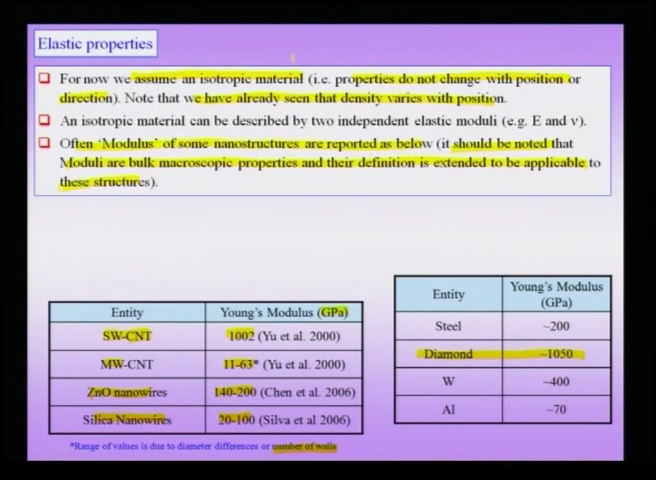 Elastic properties
For now we assume an isotropic material (i.e. properties do not change with position or
direction). Note that we have already seen that density varies with position.
An isotropic material can be described by two independent elastic moduli (e.g. E and ν).
Often 'Modulus' of some nanostructures are reported as below (it should be noted that
Moduli are bulk macroscopic properties and their definition is extended to be applicable to
these structures).
Entity Young's Modulus (GPa)
SW-CNT 1002 (Yu et al. 2000)
MW-CNT 11-63* (Yu et al. 2000)
ZnO nanowires 140-200 (Chen et al. 2006)
Silica Nanowires 20-100 (Silva et al 2006)
*Range of values is due to diameter differences or number of walls
Entity Young's Modulus
(GPa)
Steel ~200
Diamond ~1050
W ~400
Al ~70